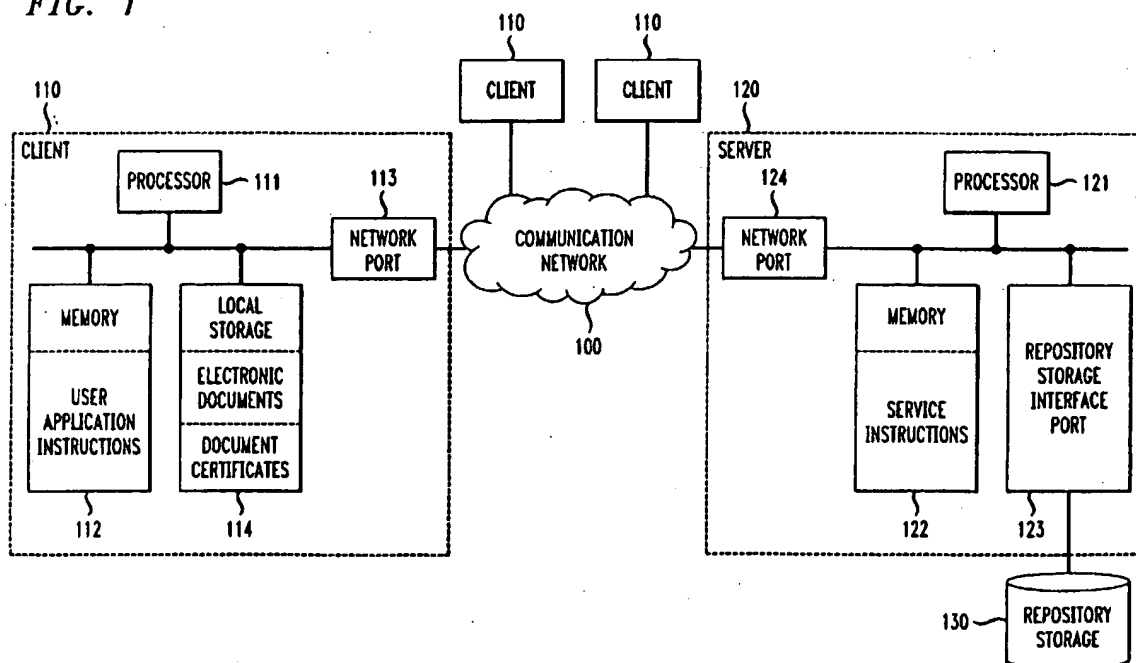 FIG. 1
110
110
CLIENT
CLIENT
110
CLIENT
PROCESSOR
111
113
NETWORK
PORT
MEMORY
USER
APPLICATION
INSTRUCTIONS
112
LOCAL
STORAGE
ELECTRONIC
DOCUMENTS
DOCUMENT
CERTIFICATES
114
COMMUNICATION
NETWORK
100
120
SERVER
124
NETWORK
PORT
PROCESSOR
121
MEMORY
SERVICE
INSTRUCTIONS
122
REPOSITORY
STORAGE
INTERFACE
PORT
123
130
REPOSITORY
STORAGE